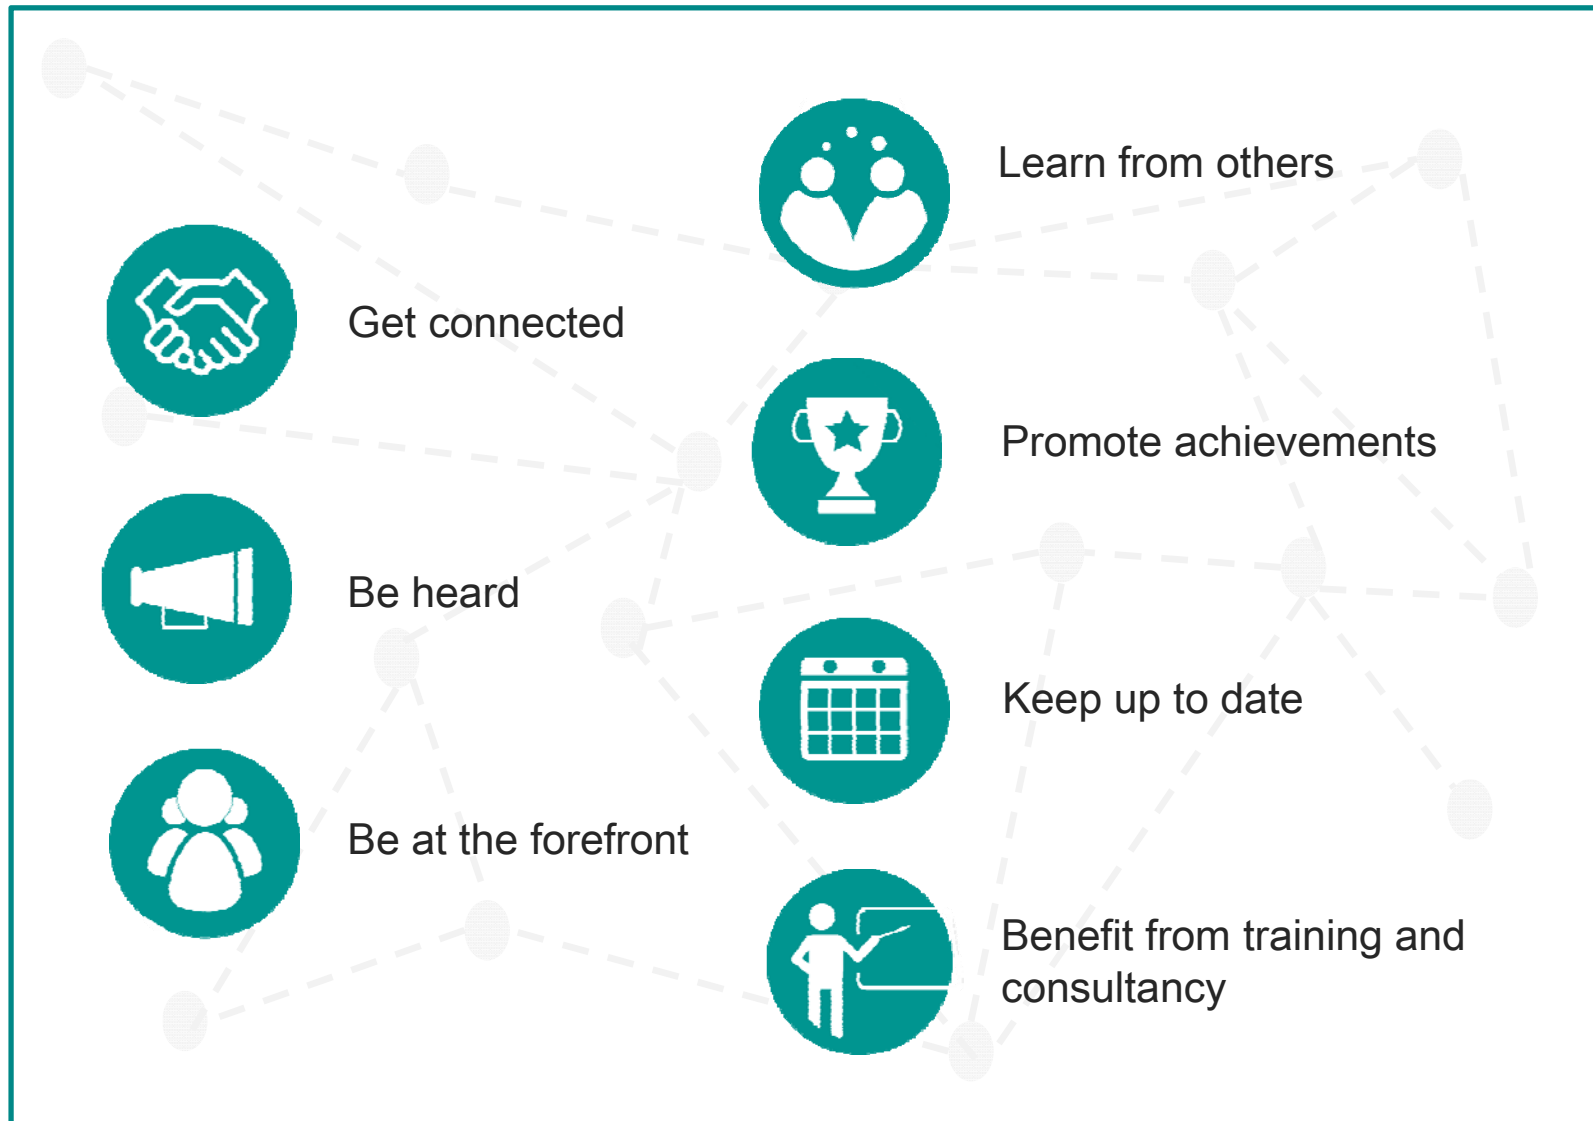 Get connected
Be heard
Be at the forefront
Learn from others
Promote achievements
Keep up to date
Benefit from training and
consultancy